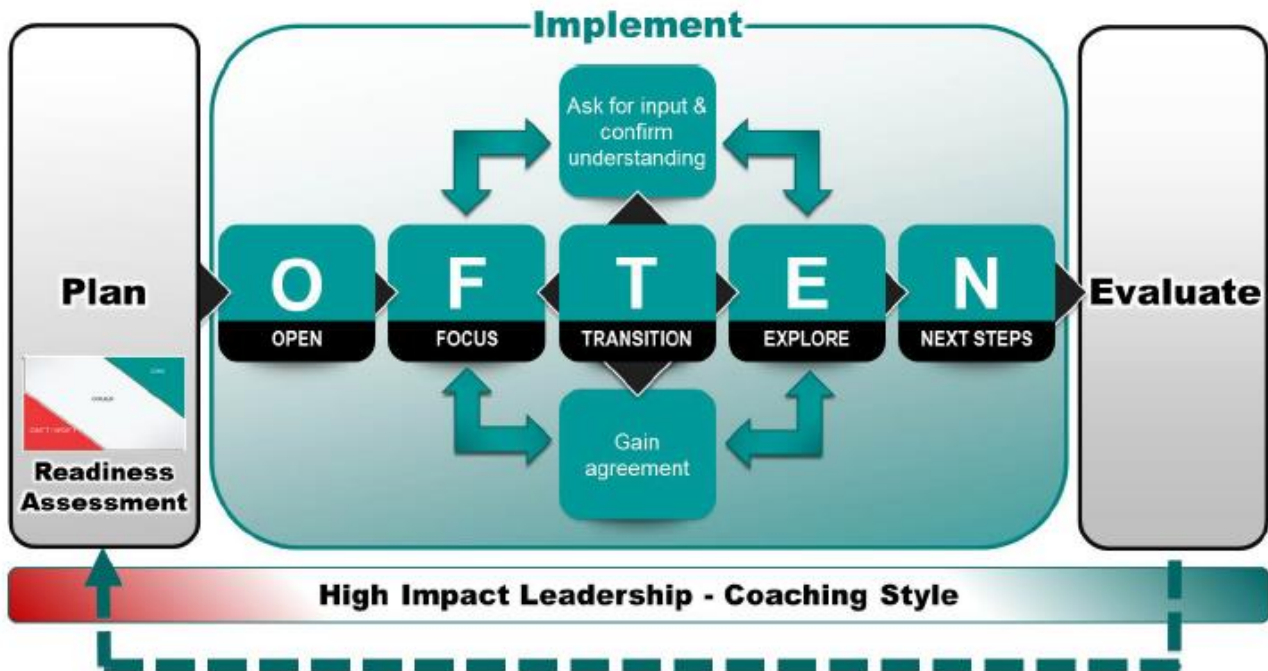 Implement
Ask for input &
confirm
understanding
Plan
O
OPEN
F
FOCUS
T
TRANSITION
E
EXPLORE
N
NEXT STEPS
Evaluate
Gain
agreement
Readiness
Assessment
High Impact Leadership - Coaching Style